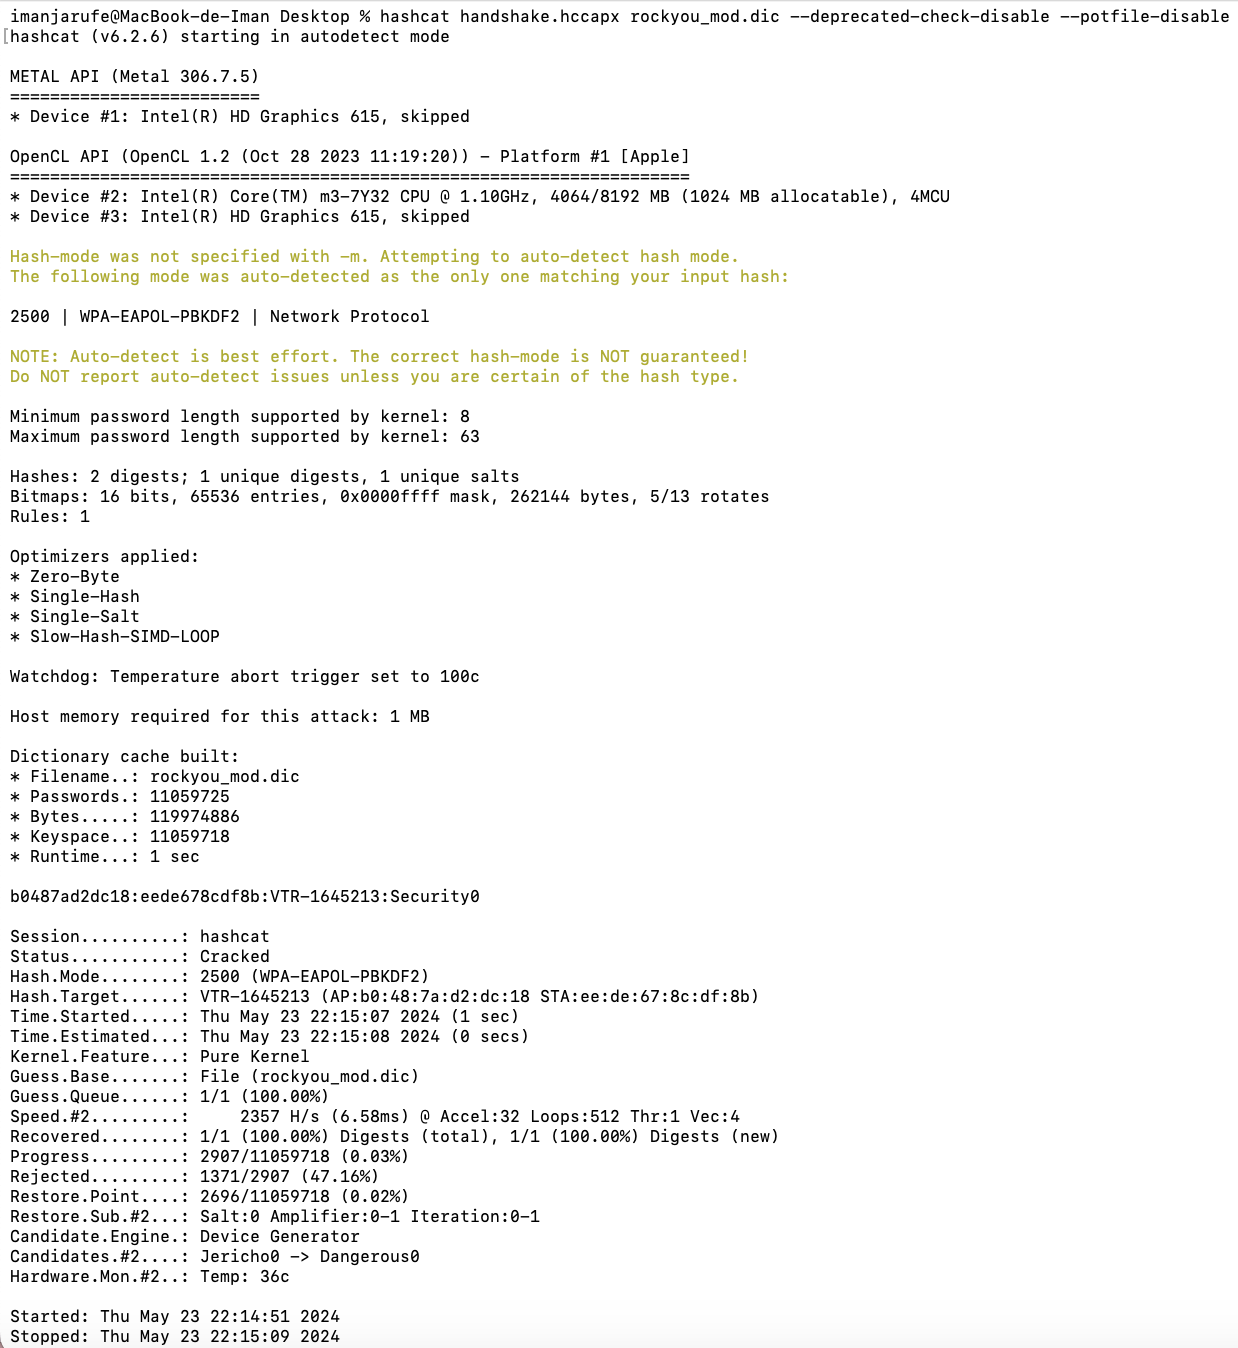 imanjarufe@MacBook-de-Iman Desktop % hashcat handshake.hccapx rockyou_mod.dic --deprecated-check-disable --potfile-disable
[hashcat (v6.2.6) starting in autodetect mode
METAL API (Metal 306.7.5)
=========================
* Device #1: Intel(R) HD Graphics 615, skipped
OpenCL API (OpenCL 1.2 (Oct 28 2023 11:19:20)) - Platform #1 [Apple]
====================================================================
* Device #2: Intel(R) Core(TM) m3-7Y32 CPU @ 1.10GHz, 4064/8192 MB (1024 MB allocatable), 4MCU
* Device #3: Intel(R) HD Graphics 615, skipped
Hash-mode was not specified with -m. Attempting to auto-detect hash mode.
The following mode was auto-detected as the only one matching your input hash:
2500 | WPA-EAPOL-PBKDF2 | Network Protocol
NOTE: Auto-detect is best effort. The correct hash-mode is NOT guaranteed!
Do NOT report auto-detect issues unless you are certain of the hash type.
Minimum password length supported by kernel: 8
Maximum password length supported by kernel: 63
Hashes: 2 digests; 1 unique digests, 1 unique salts
Bitmaps: 16 bits, 65536 entries, 0x0000ffff mask, 262144 bytes, 5/13 rotates
Rules: 1
Optimizers applied:
* Zero-Byte
* Single-Hash
* Single-Salt
* Slow-Hash-SIMD-LOOP
Watchdog: Temperature abort trigger set to 100c
Host memory required for this attack: 1 MB
Dictionary cache built:
* Filename..: rockyou_mod.dic
* Passwords.: 11059725
* Bytes.....: 119974886
* Keyspace..: 11059718
* Runtime...: 1 sec
b0487ad2dc18:eede678cdf8b:VTR-1645213:Security0
Session..........: hashcat
Status...........: Cracked
Hash.Mode........: 2500 (WPA-EAPOL-PBKDF2)
Hash.Target......: VTR-1645213 (AP:b0:48:7a:d2:dc:18 STA:ee:de:67:8c:df:8b)
Time.Started.....: Thu May 23 22:15:07 2024 (1 sec)
Time.Estimated...: Thu May 23 22:15:08 2024 (0 secs)
Kernel.Feature...: Pure Kernel
Guess.Base.......: File (rockyou_mod.dic)
Guess.Queue......: 1/1 (100.00%)
Speed.#2.........:     2357 H/s (6.58ms) @ Accel:32 Loops:512 Thr:1 Vec:4
Recovered........: 1/1 (100.00%) Digests (total), 1/1 (100.00%) Digests (new)
Progress.........: 2907/11059718 (0.03%)
Rejected.........: 1371/2907 (47.16%)
Restore.Point....: 2696/11059718 (0.02%)
Restore.Sub.#2...: Salt:0 Amplifier:0-1 Iteration:0-1
Candidate.Engine.: Device Generator
Candidates.#2....: Jericho0 -> Dangerous0
Hardware.Mon.#2..: Temp: 36c
Started: Thu May 23 22:14:51 2024
Stopped: Thu May 23 22:15:09 2024